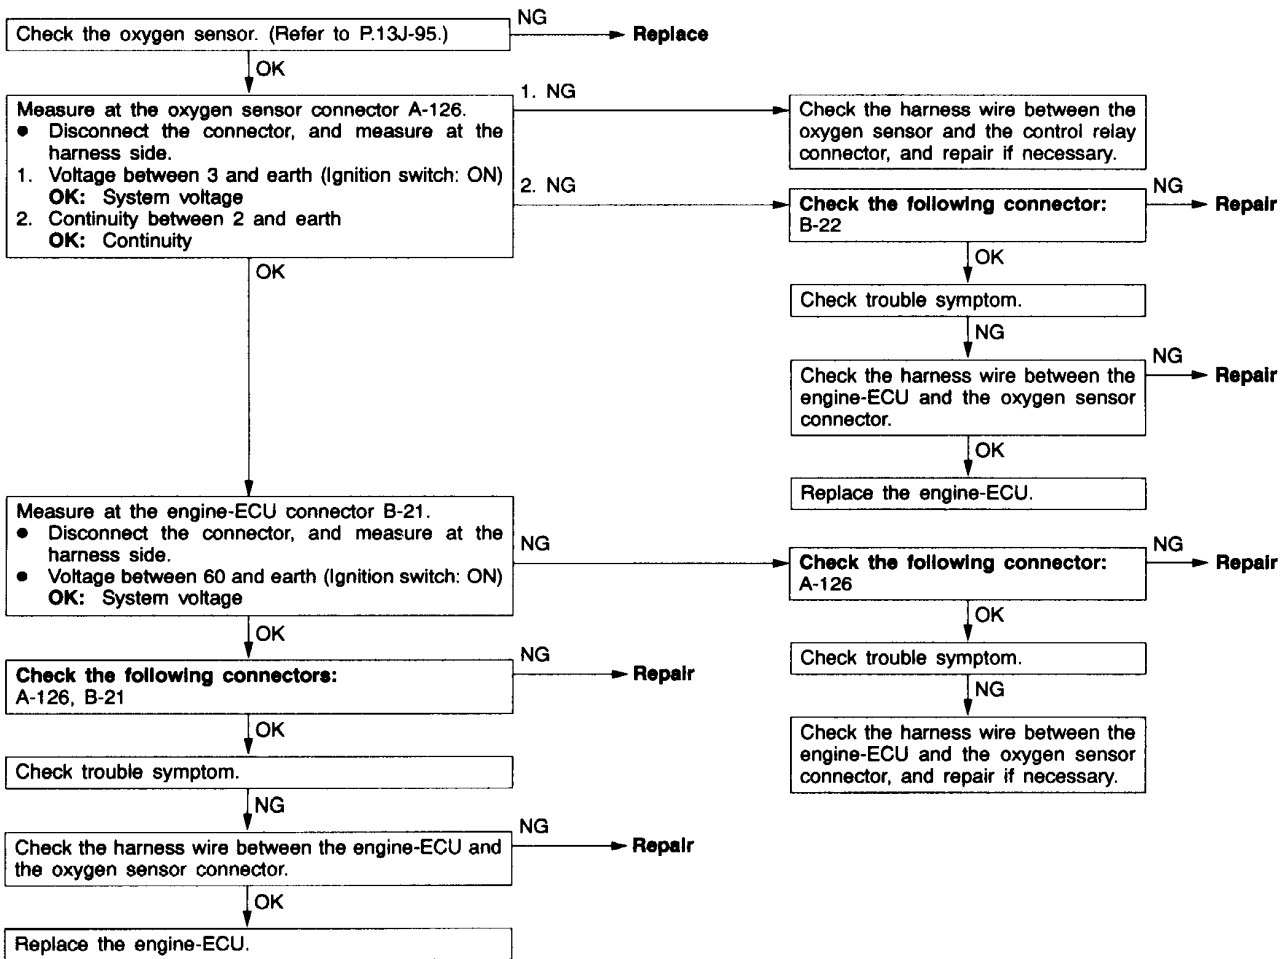 NG
Check the oxygen sensor. (Refer to P.13J-95.)
Replace
OK
Measure at the oxygen sensor connector A-126.
● Disconnect the connector, and measure at the
harness side.
1. Voltage between 3 and earth (Ignition switch: ON)
OK: System voltage
2. Continuity between 2 and earth
OK: Continuity
1. NG
Check the harness wire between the
oxygen sensor and the control relay
connector, and repair if necessary.
2. NG
Check the following connector:
B-22
NG
Repair
OK
Check trouble symptom.
NG
Check the harness wire between the
engine-ECU and the oxygen sensor
connector.
NG
Repair
OK
Replace the engine-ECU.
OK
Measure at the engine-ECU connector B-21.
● Disconnect the connector, and measure at the
harness side.
● Voltage between 60 and earth (Ignition switch: ON)
OK: System voltage
NG
Check the following connector:
A-126
NG
Repair
OK
Check trouble symptom.
NG
Check the harness wire between the
engine-ECU and the oxygen sensor
connector, and repair if necessary.
OK
Check the following connectors:
A-126, B-21
NG
Repair
OK
Check trouble symptom.
NG
Check the harness wire between the engine-ECU and
the oxygen sensor connector.
NG
Repair
OK
Replace the engine-ECU.